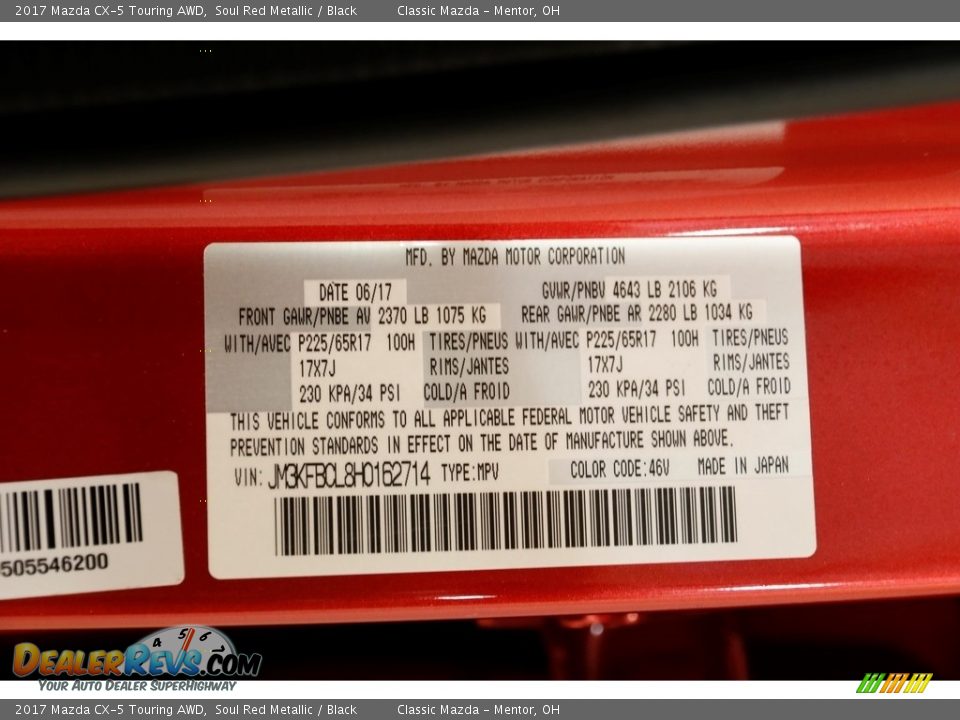 2017 Mazda CX-5 Touring AWD, Soul Red Metallic / Black Classic Mazda - Mentor, OH
MFD. BY MAZDA MOTOR CORPORATION
DATE 06/17 GVWR/PNBV 4643 LB 2106 KG
FRONT GAWR/PNBE AV 2370 LB 1075 KG REAR GAWR/PNBE AR 2280 LB 1034 KG
WITH/AVEC P225/65R17 100H TIRES/PNEUS WITH/AVEC P225/65R17 100H TIRES/PNEUS
17X7J RIMS/JANTES 17X7J RIMS/JANTES
230 KPA/34 PSI COLD/A FROID 230 KPA/34 PSI COLD/A FROID
THIS VEHICLE CONFORMS TO ALL APPLICABLE FEDERAL MOTOR VEHICLE SAFETY AND THEFT
PREVENTION STANDARDS IN EFFECT ON THE DATE OF MANUFACTURE SHOWN ABOVE.
VIN: JM3KFBCL8H0162714 TYPE:MPV COLOR CODE:46V MADE IN JAPAN
505546200
4 5 6
DEALERREVS.COM
YOUR AUTO DEALER SUPERHIGHWAY
2017 Mazda CX-5 Touring AWD, Soul Red Metallic / Black Classic Mazda - Mentor, OH